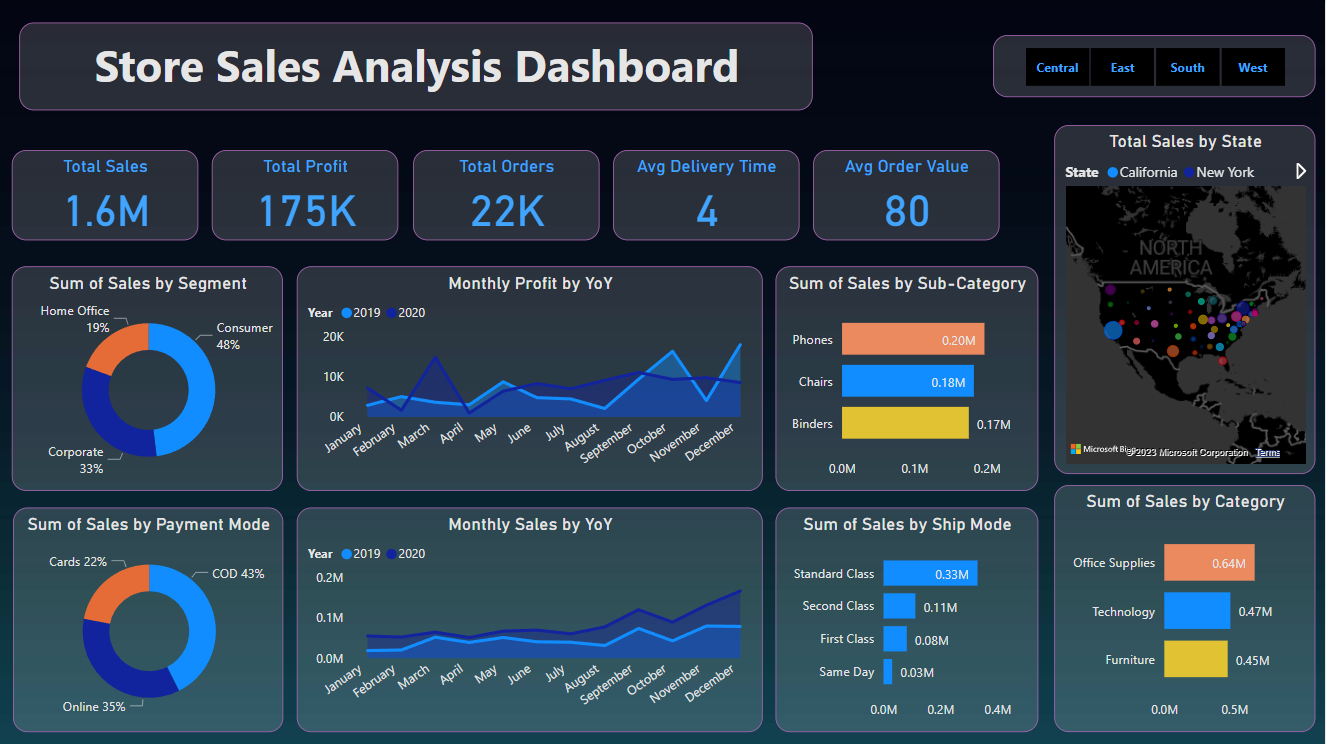 Store Sales Analysis Dashboard
Central East South West
Total Sales
1.6M
Total Profit
175K
Total Orders
22K
Avg Delivery Time
4
Avg Order Value
80
Total Sales by State
State California New York
NORTH
AMERICA
Microsoft Bi
©2023 Microsoft Corporation Terms
Sum of Sales by Segment
Home Office
19%
Consumer
48%
Corporate
33%
Monthly Profit by YoY
Year 2019 2020
20K
10K
0K
January February March April May June July August September October November December
Sum of Sales by Sub-Category
Phones 0.20M
Chairs 0.18M
Binders 0.17M
0.0M 0.1M 0.2M
Sum of Sales by Payment Mode
Cards 22%
COD 43%
Online 35%
Monthly Sales by YoY
Year 2019 2020
0.2M
0.1M
0.0M
January February March April May June July August September October November December
Sum of Sales by Ship Mode
Standard Class 0.33M
Second Class 0.11M
First Class 0.08M
Same Day 0.03M
0.0M 0.2M 0.4M
Sum of Sales by Category
Office Supplies 0.64M
Technology 0.47M
Furniture 0.45M
0.0M 0.5M